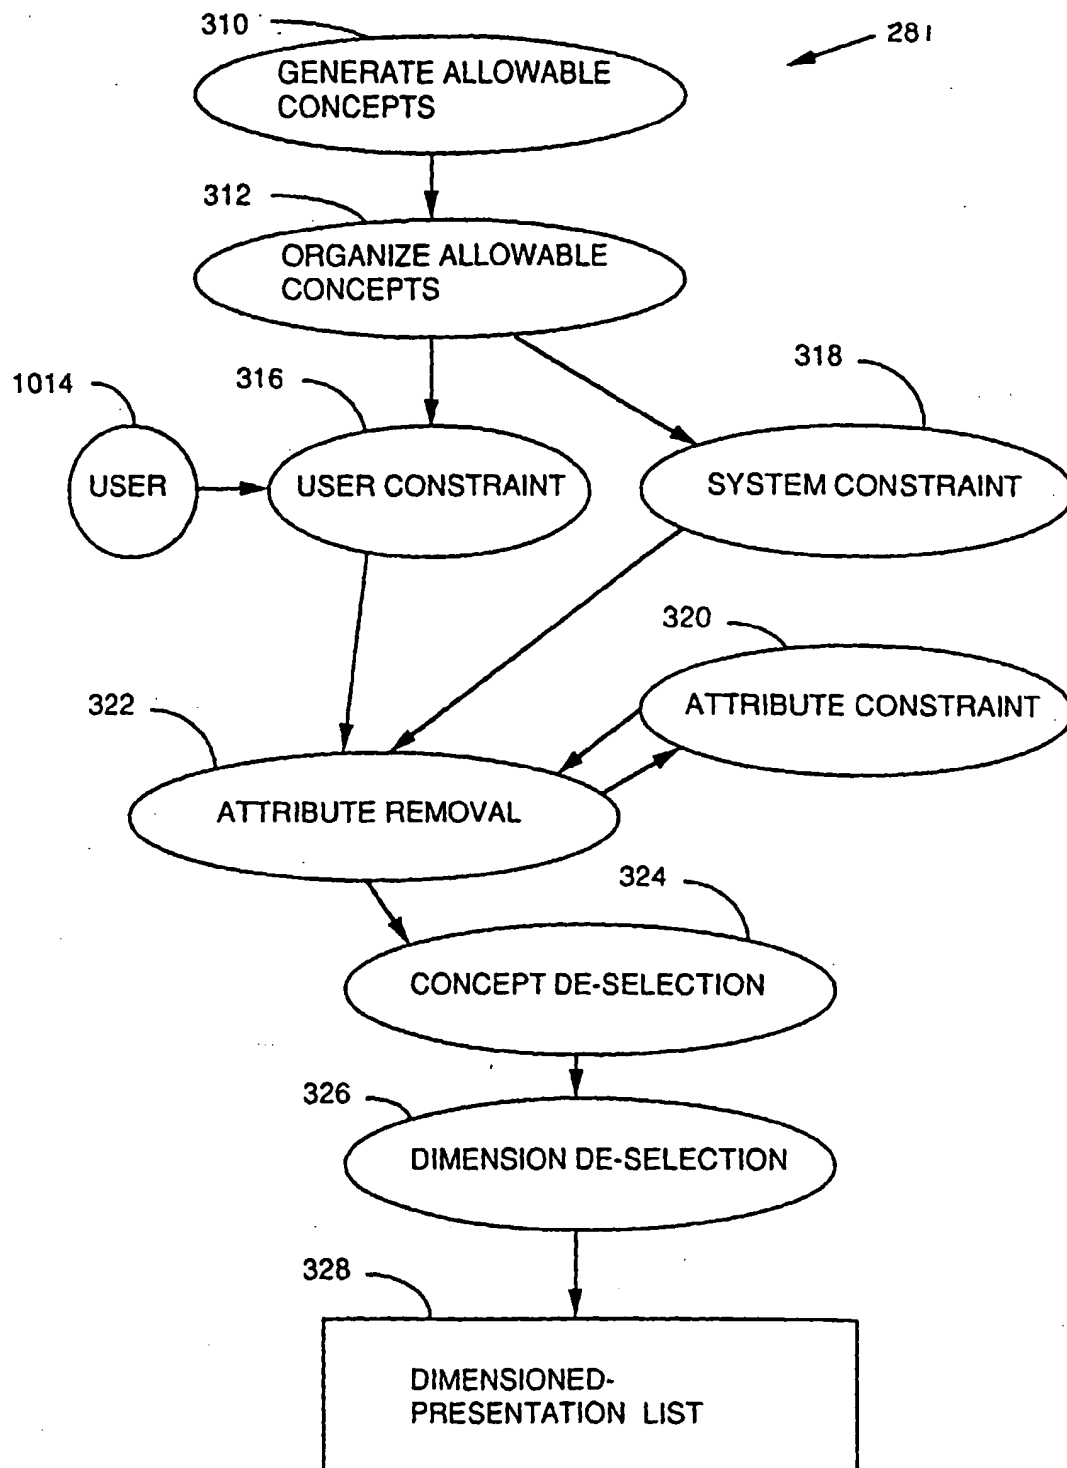 310
281
GENERATE ALLOWABLE
CONCEPTS
312
ORGANIZE ALLOWABLE
CONCEPTS
318
1014
316
USER
USER CONSTRAINT
SYSTEM CONSTRAINT
320
322
ATTRIBUTE CONSTRAINT
ATTRIBUTE REMOVAL
324
CONCEPT DE-SELECTION
326
DIMENSION DE-SELECTION
328
DIMENSIONED-
PRESENTATION LIST